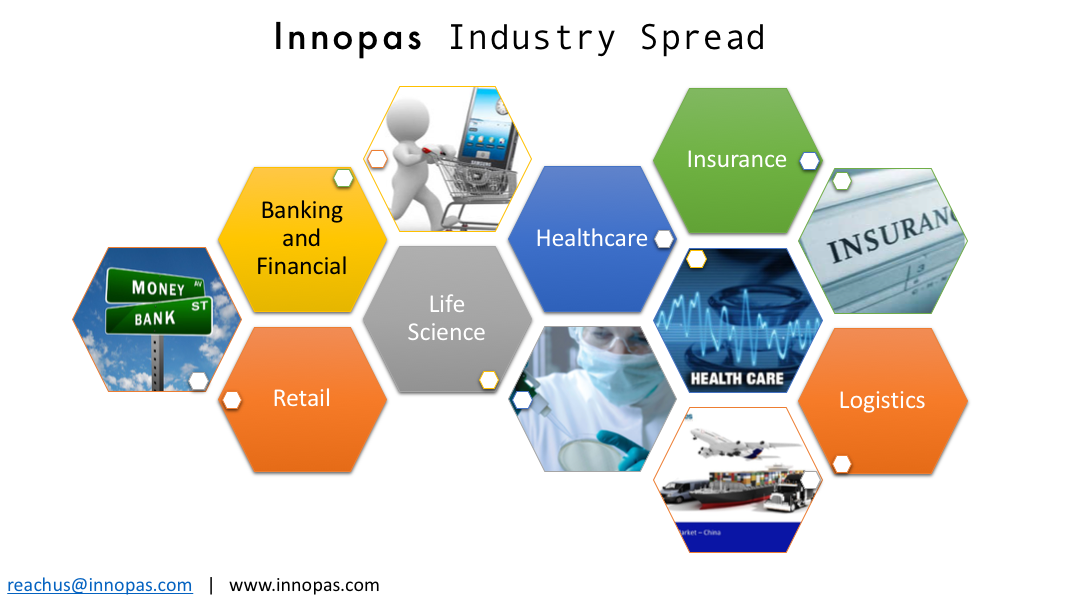 Innopas Industry Spread
Insurance
Banking
and
Financial
Healthcare
INSURAN
MONEY AV
BANK ST
Life
Science
HEALTH CARE
Retail
Logistics
arket – China
reachus@innopas.com | www.innopas.com